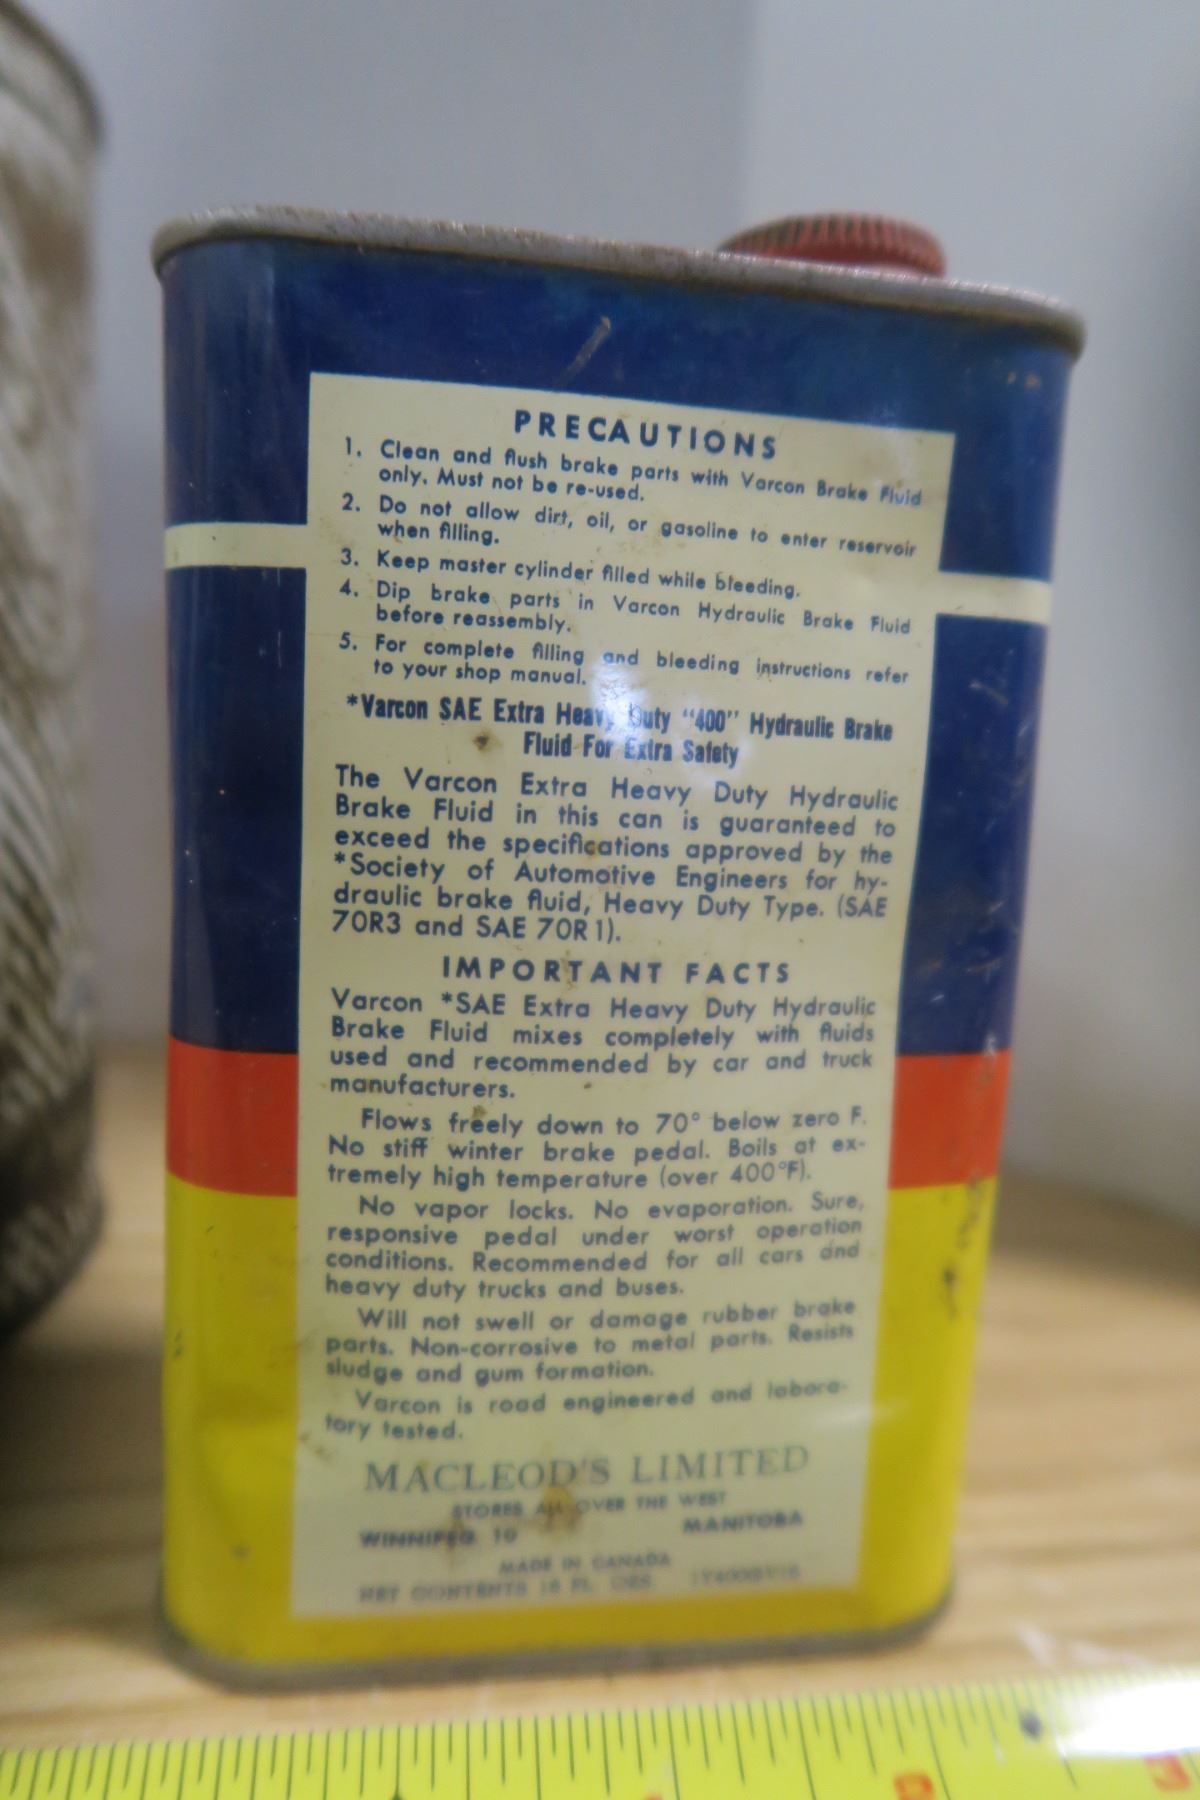 PRECAUTIONS
1. Clean and flush brake parts with Varcon Brake Fluid
only. Must not be re-used.
2. Do not allow dirt, oil, or gasoline to enter reservoir
when filling.
3. Keep master cylinder filled while bleeding.
4. Dip brake parts in Varcon Hydraulic Brake Fluid
before reassembly.
5. For complete filling and bleeding instructions refer
to your shop manual.
*Varcon SAE Extra Heavy Duty "400" Hydraulic Brake
Fluid For Extra Safety
The Varcon Extra Heavy Duty Hydraulic
Brake Fluid in this can is guaranteed to
exceed the specifications approved by the
*Society of Automotive Engineers for hy-
draulic brake fluid, Heavy Duty Type. (SAE
70R3 and SAE 70R1).
IMPORTANT FACTS
Varcon *SAE Extra Heavy Duty Hydraulic
Brake Fluid mixes completely with fluids
used and recommended by car and truck
manufacturers.
Flows freely down to 70° below zero F.
No stiff winter brake pedal. Boils at ex-
tremely high temperature (over 400°F).
No vapor locks. No evaporation. Sure,
responsive pedal under worst operation
conditions. Recommended for all cars and
heavy duty trucks and buses.
Will not swell or damage rubber brake
parts. Non-corrosive to metal parts. Resists
sludge and gum formation.
Varcon is road engineered and labora-
tory tested.
MACLEOD'S LIMITED
STORES ALL OVER THE WEST
WINNIPEG 10 MANITOBA
MADE IN CANADA
NET CONTENTS 16 FL. OZS.
2 3